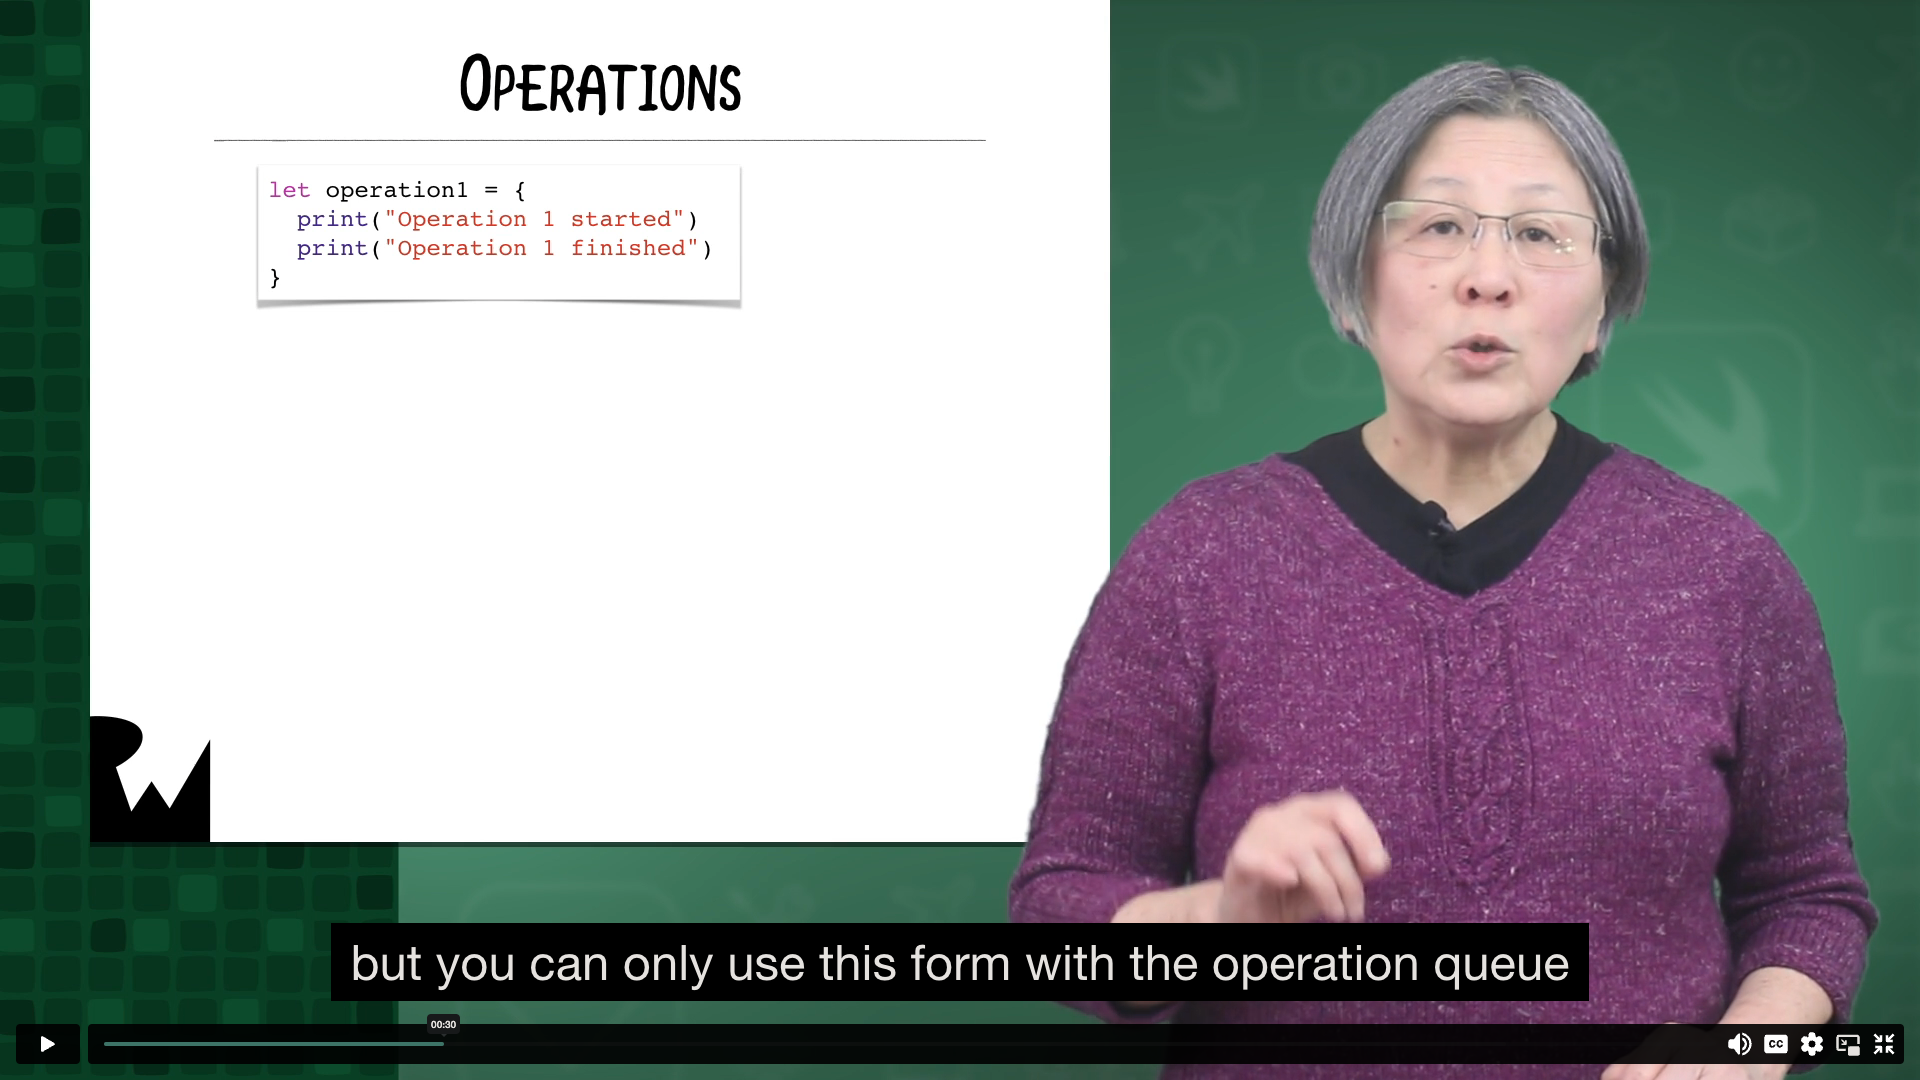 OPERATIONS
let operation1 = {
  print("Operation 1 started")
  print("Operation 1 finished")
}
RW
but you can only use this form with the operation queue
00:30
CC